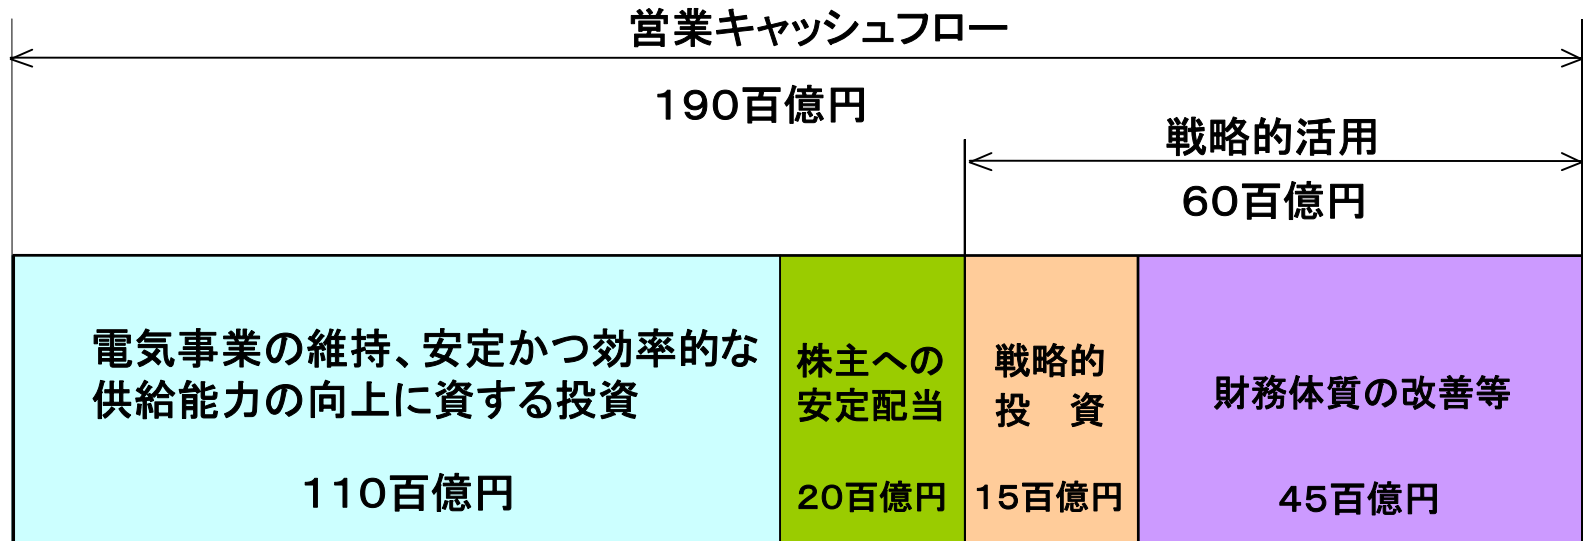 営業キャッシュフロー
190百億円
戦略的活用
60百億円
電気事業の維持、安定かつ効率的な
供給能力の向上に資する投資
110百億円
株主への
安定配当
20百億円
戦略的
投　資
15百億円
財務体質の改善等
45百億円